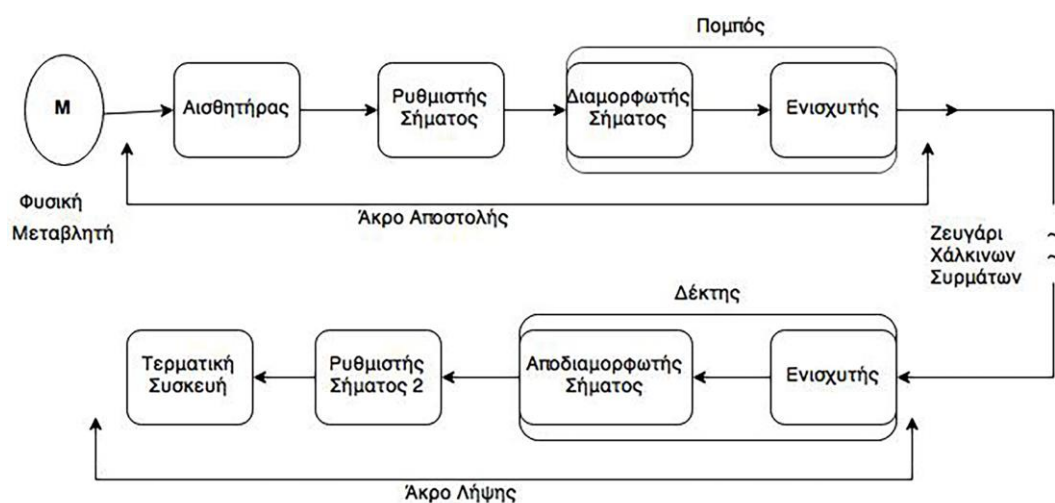 Πομπός
Μ
Αισθητήρας
Ρυθμιστής
Σήματος
Διαμορφωτής
Σήματος
Ενισχυτής
Φυσική
Μεταβλητή
Άκρο Αποστολής
Ζευγάρι
Χάλκινων
Συρμάτων
~
~
Δέκτης
Τερματική
Συσκευή
Ρυθμιστής
Σήματος 2
Αποδιαμορφωτής
Σήματος
Ενισχυτής
Άκρο Λήψης